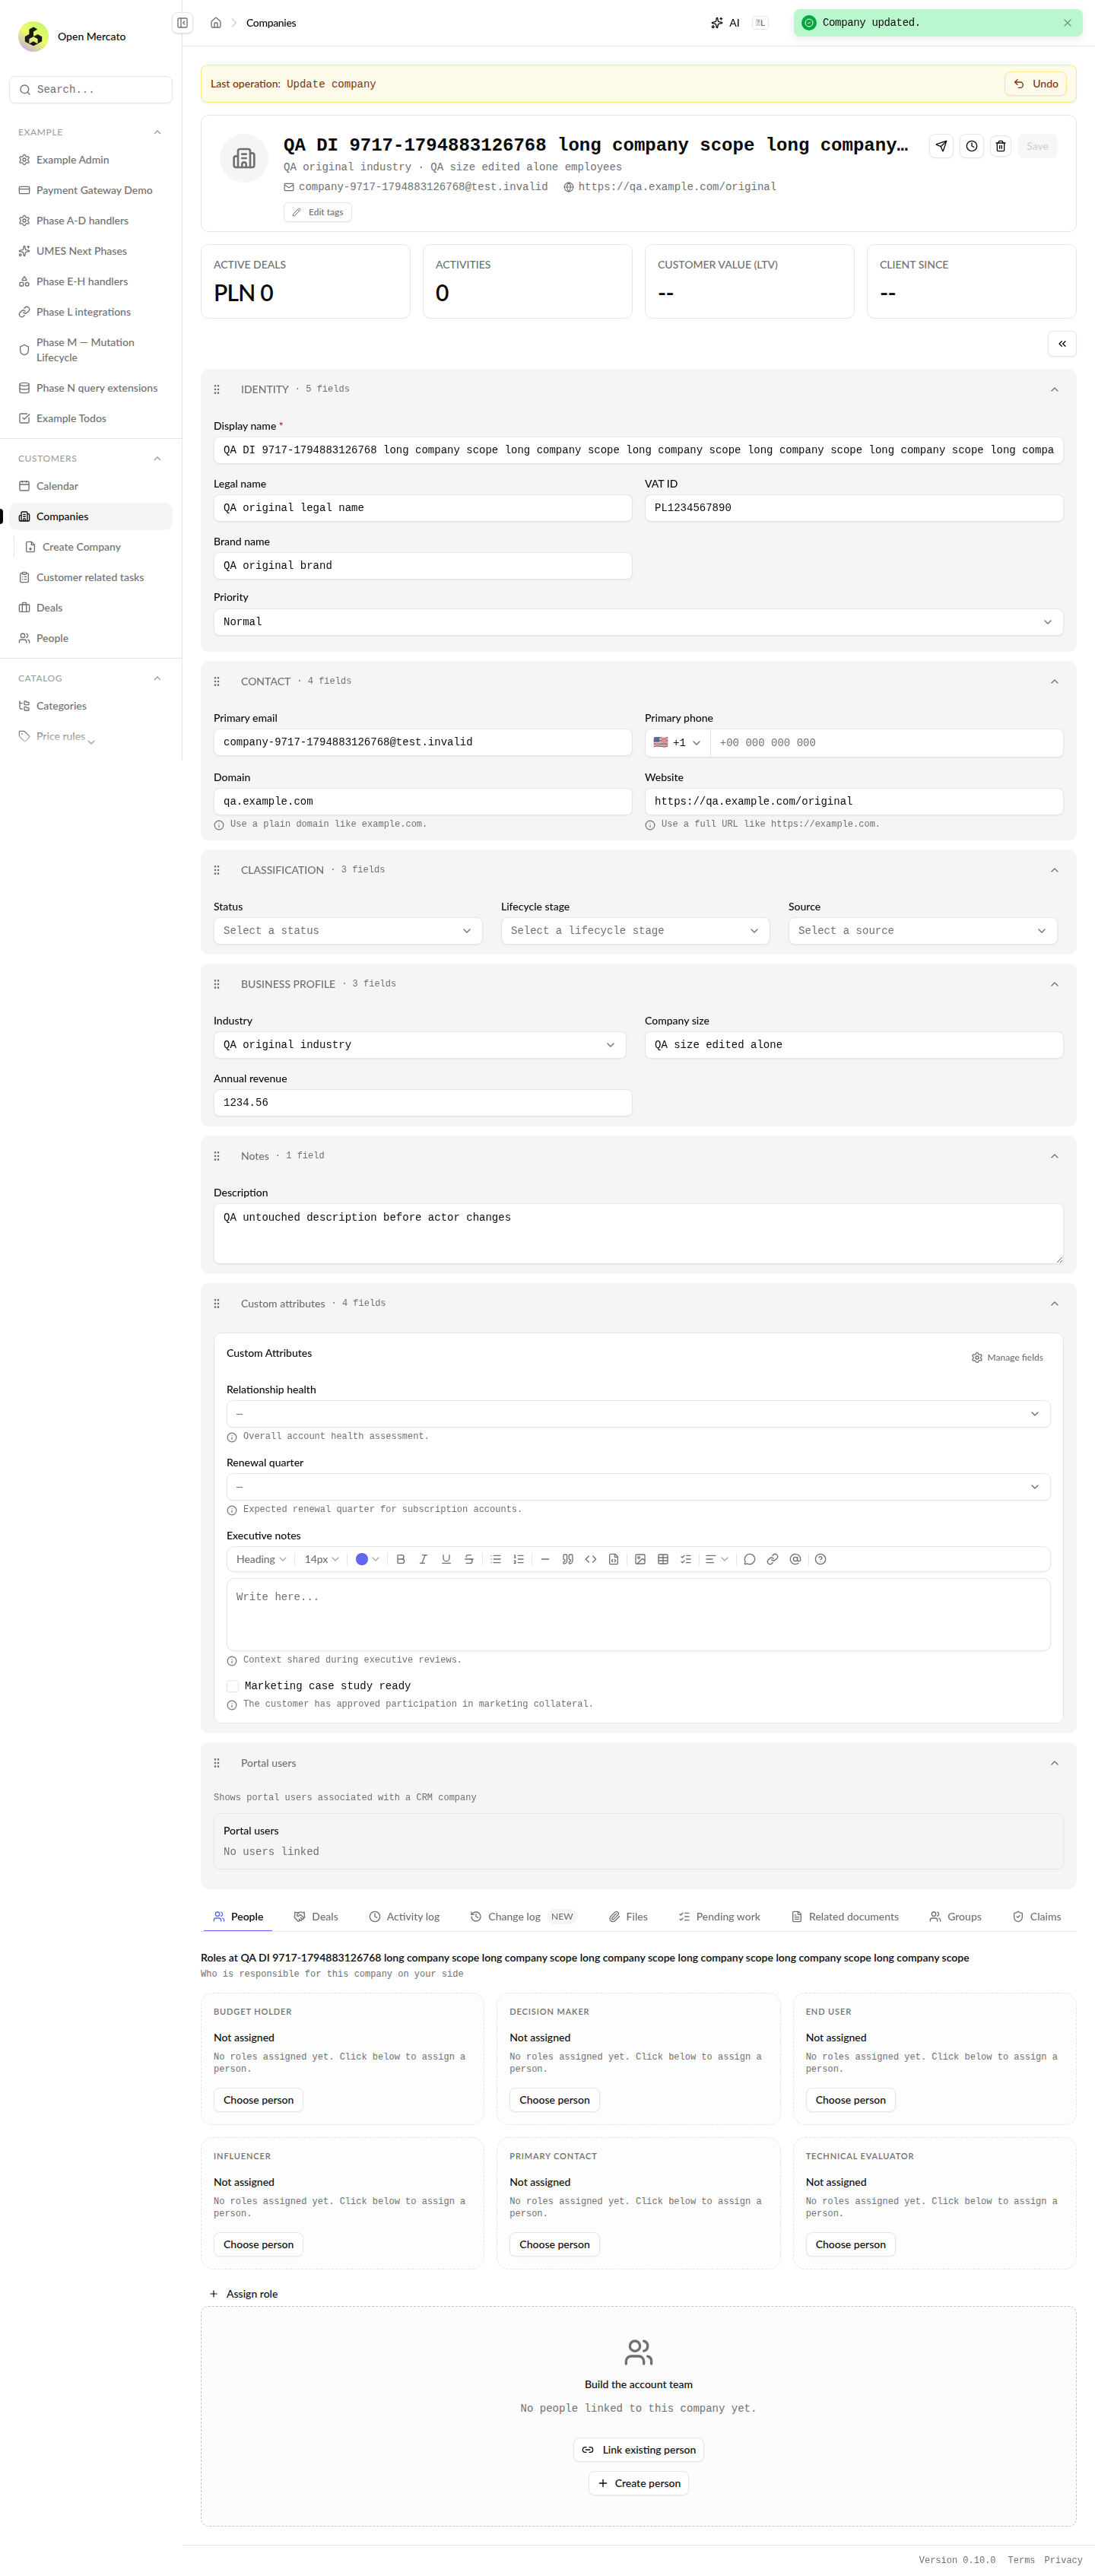 Open Mercato
Companies
AI
Company updated.
Search...
Last operation: Update company
Undo
EXAMPLE
Example Admin
Payment Gateway Demo
Phase A-D handlers
UMES Next Phases
Phase E-H handlers
Phase L integrations
Phase M — Mutation
Lifecycle
Phase N query extensions
Example Todos
CUSTOMERS
Calendar
Companies
Create Company
Customer related tasks
Deals
People
CATALOG
Categories
Price rules
QA DI 9717-1794883126768 long company scope long company…
Save
QA original industry · QA size edited alone employees
company-9717-1794883126768@test.invalid https://qa.example.com/original
Edit tags
ACTIVE DEALS
PLN 0
ACTIVITIES
0
CUSTOMER VALUE (LTV)
--
CLIENT SINCE
--
IDENTITY · 5 fields
Display name *
QA DI 9717-1794883126768 long company scope long company scope long company scope long company scope long company scope long compa
Legal name
QA original legal name
VAT ID
PL1234567890
Brand name
QA original brand
Priority
Normal
CONTACT · 4 fields
Primary email
company-9717-1794883126768@test.invalid
Primary phone
+1 +00 000 000 000
Domain
qa.example.com
Use a plain domain like example.com.
Website
https://qa.example.com/original
Use a full URL like https://example.com.
CLASSIFICATION · 3 fields
Status
Select a status
Lifecycle stage
Select a lifecycle stage
Source
Select a source
BUSINESS PROFILE · 3 fields
Industry
QA original industry
Company size
QA size edited alone
Annual revenue
1234.56
Notes · 1 field
Description
QA untouched description before actor changes
Custom attributes · 4 fields
Custom Attributes
Manage fields
Relationship health
—
Overall account health assessment.
Renewal quarter
—
Expected renewal quarter for subscription accounts.
Executive notes
Heading 14px
Write here...
Context shared during executive reviews.
Marketing case study ready
The customer has approved participation in marketing collateral.
Portal users
Shows portal users associated with a CRM company
Portal users
No users linked
People Deals Activity log Change log NEW Files Pending work Related documents Groups Claims
Roles at QA DI 9717-1794883126768 long company scope long company scope long company scope long company scope long company scope long company scope long company scope
Who is responsible for this company on your side
BUDGET HOLDER
Not assigned
No roles assigned yet. Click below to assign a
person.
Choose person
DECISION MAKER
Not assigned
No roles assigned yet. Click below to assign a
person.
Choose person
END USER
Not assigned
No roles assigned yet. Click below to assign a
person.
Choose person
INFLUENCER
Not assigned
No roles assigned yet. Click below to assign a
person.
Choose person
PRIMARY CONTACT
Not assigned
No roles assigned yet. Click below to assign a
person.
Choose person
TECHNICAL EVALUATOR
Not assigned
No roles assigned yet. Click below to assign a
person.
Choose person
Assign role
Build the account team
No people linked to this company yet.
Link existing person
Create person
Version 0.10.0 Terms Privacy